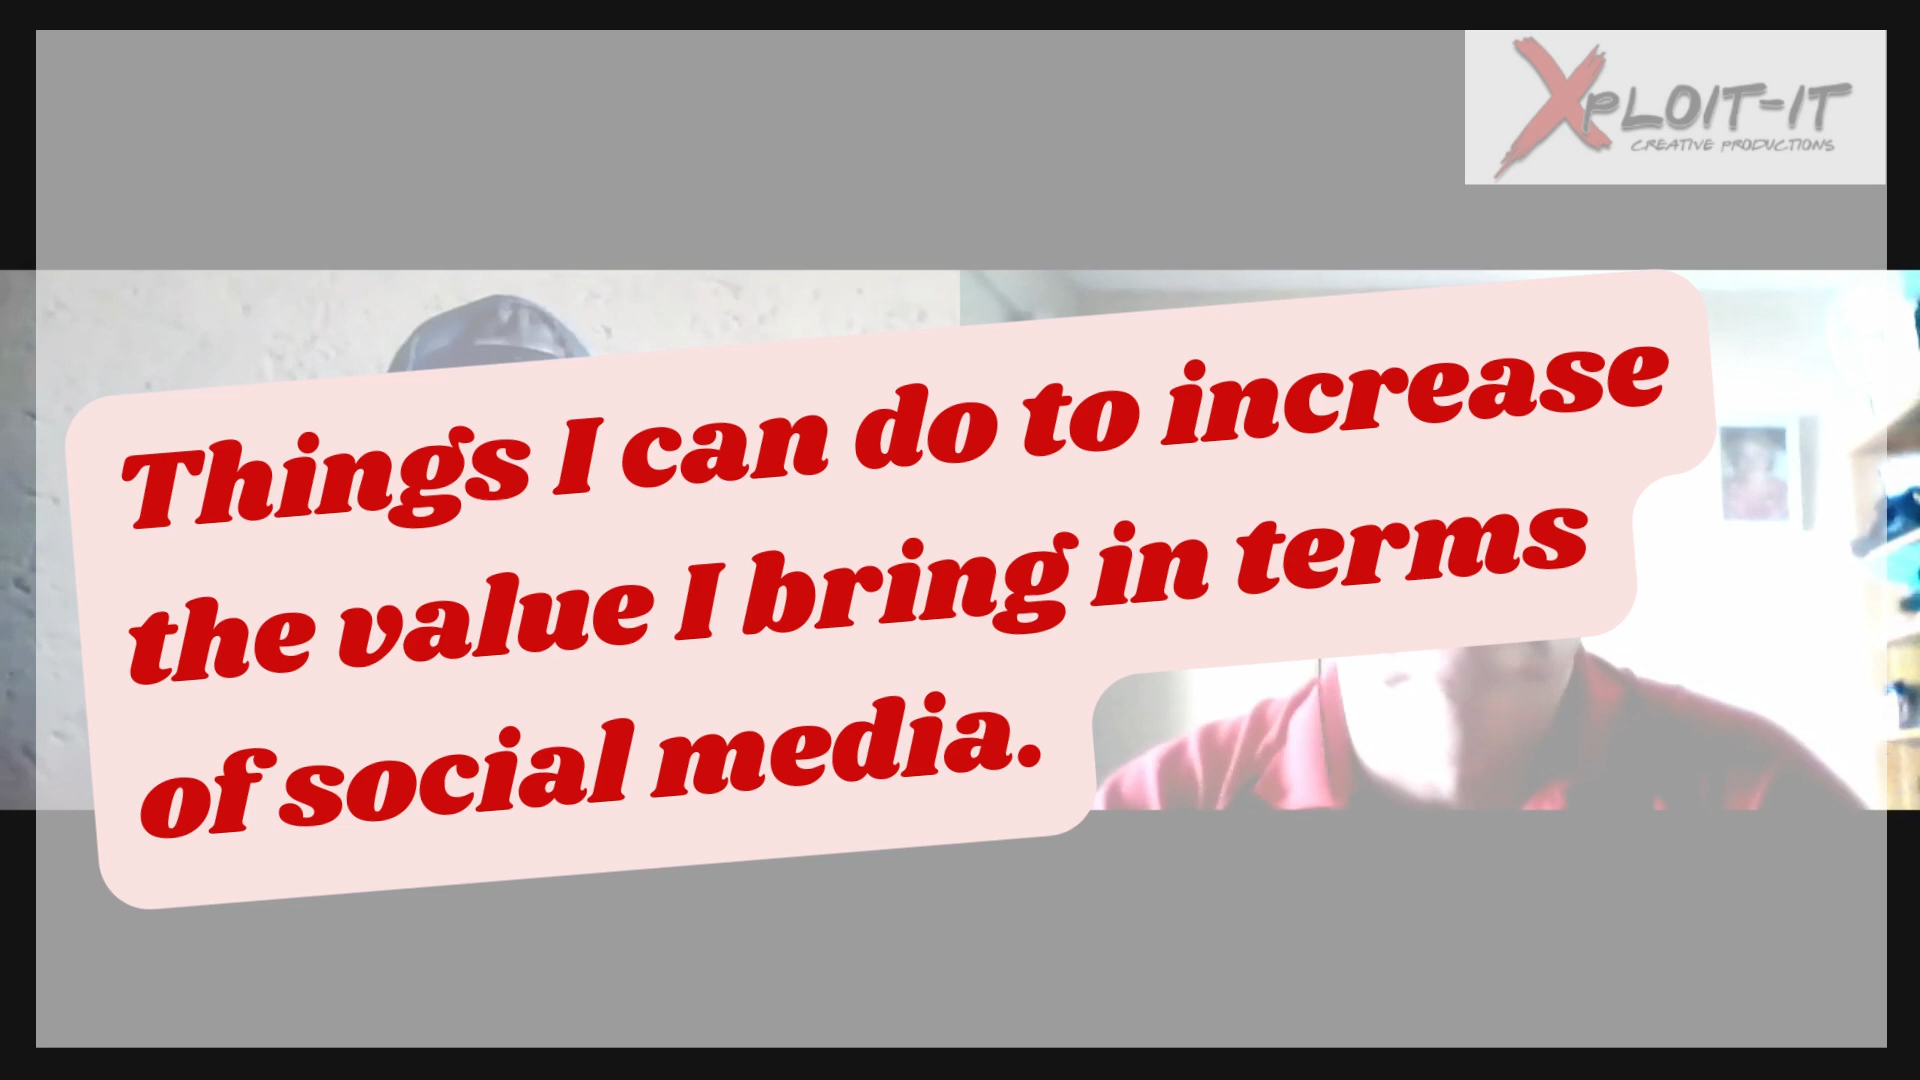 XPLOIT-IT
CREATIVE PRODUCTIONS
Things I can do to increase
the value I bring in terms
of social media.